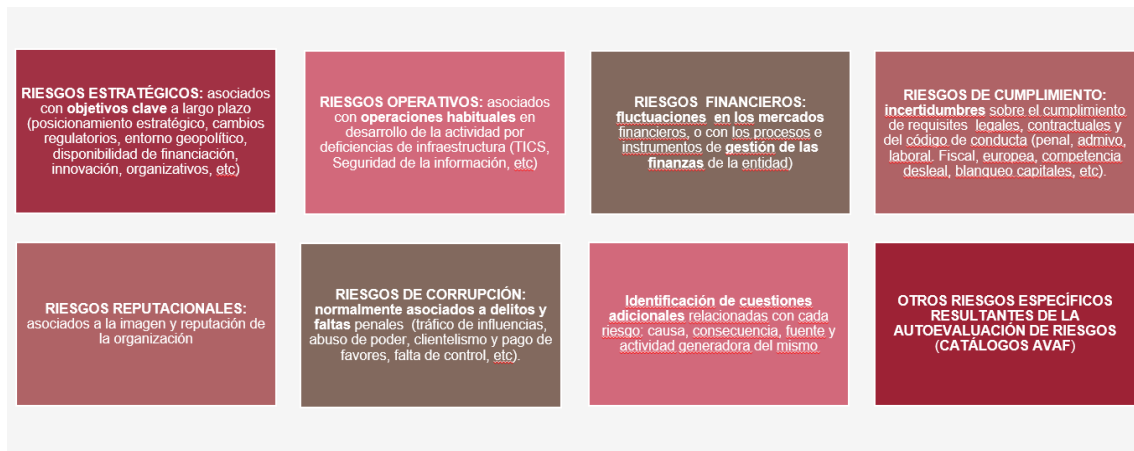 RIESGOS ESTRATÉGICOS: asociados
con objetivos clave a largo plazo
(posicionamiento estratégico, cambios
regulatorios, entorno geopolítico,
disponibilidad de financiación,
innovación, organizativos, etc)
RIESGOS OPERATIVOS: asociados
con operaciones habituales en
desarrollo de la actividad por
deficiencias de infraestructura (TICS,
Seguridad de la información, etc)
RIESGOS FINANCIEROS:
fluctuaciones en los mercados
financieros, o con los procesos e
instrumentos de gestión de las
finanzas de la entidad)
RIESGOS DE CUMPLIMIENTO:
incertidumbres sobre el cumplimiento
de requisites legales, contractuales y
del código de conducta (penal, admivo,
laboral. Fiscal, europea, competencia
desleal, blanqueo capitales, etc).
RIESGOS REPUTACIONALES:
asociados a la imagen y reputación de
la organización
RIESGOS DE CORRUPCIÓN:
normalmente asociados a delitos y
faltas penales (tráfico de influencias,
abuso de poder, clientelismo y pago de
favores, falta de control, etc).
Identificación de cuestiones
adicionales relacionadas con cada
riesgo: causa, consecuencia, fuente y
actividad generadora del mismo
OTROS RIESGOS ESPECÍFICOS
RESULTANTES DE LA
AUTOEVALUACIÓN DE RIESGOS
(CATÁLOGOS AVAF)